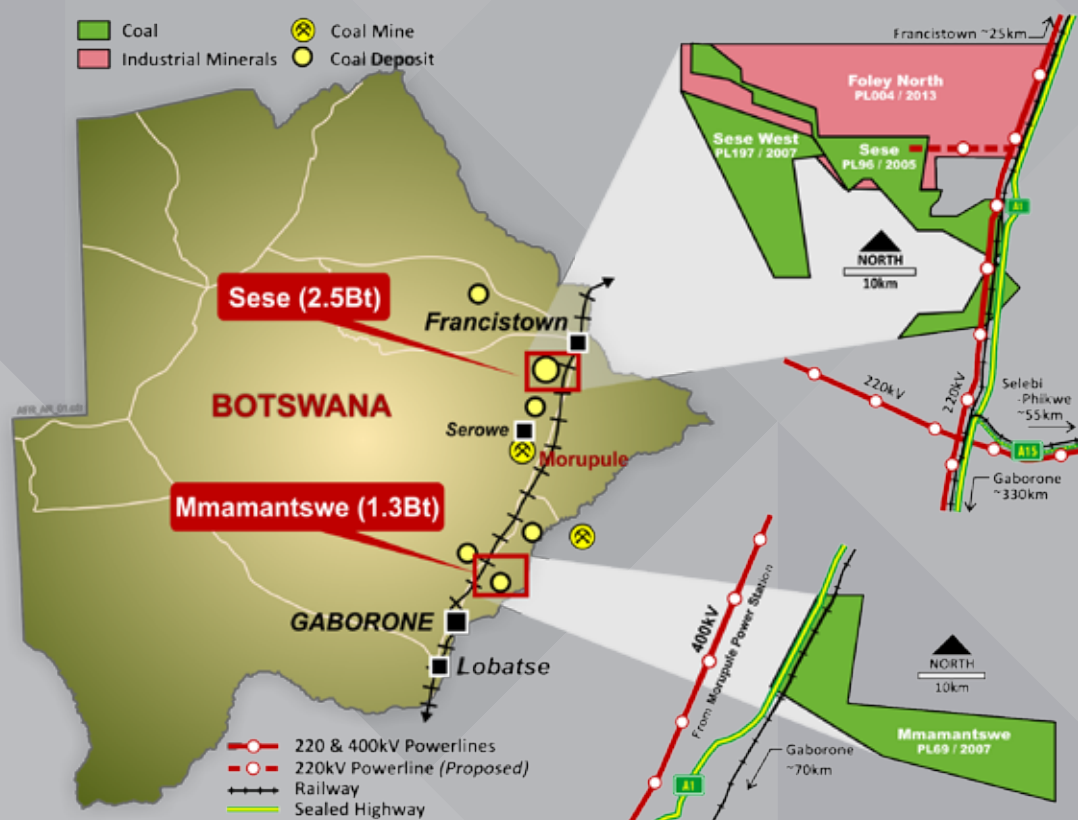 Coal
Industrial Minerals
Coal Mine
Coal Deposit
Francistown ~25km
Foley North
PL004 / 2013
Sese West
PL197 / 2007
Sese
PL96 / 2005
A1
NORTH
10km
220kV
220kV
Selebi
-Phikwe
~55km
A15
Gaborone
~330km
Sese (2.5Bt)
Francistown
BOTSWANA
Serowe
Morupule
Mmamantswe (1.3Bt)
GABORONE
Lobatse
400kV
From Morupule Power Station
NORTH
10km
Mmamantswe
PL69 / 2007
Gaborone
~70km
A1
220 & 400kV Powerlines
220kV Powerline (Proposed)
Railway
Sealed Highway